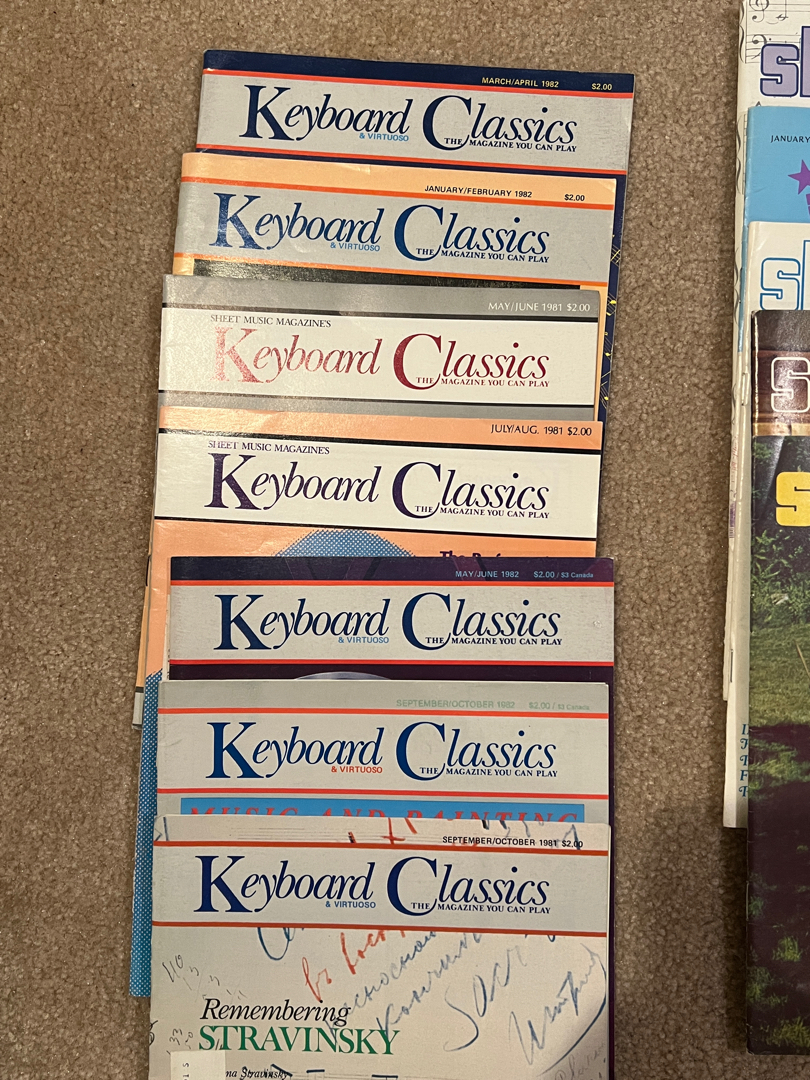 MARCH/APRIL 1982 $2.00
Keyboard Classics
& VIRTUOSO THE MAGAZINE YOU CAN PLAY
JANUARY/FEBRUARY 1982 $2.00
Keyboard Classics
& VIRTUOSO THE MAGAZINE YOU CAN PLAY
MAY/JUNE 1981 $2.00
SHEET MUSIC MAGAZINE'S
Keyboard Classics
THE MAGAZINE YOU CAN PLAY
JULY/AUG. 1981 $2.00
SHEET MUSIC MAGAZINE'S
Keyboard Classics
THE MAGAZINE YOU CAN PLAY
MAY/JUNE 1982 $2.00 / $3 Canada
Keyboard Classics
& VIRTUOSO THE MAGAZINE YOU CAN PLAY
SEPTEMBER/OCTOBER 1982 $2.00 / $3 Canada
Keyboard Classics
& VIRTUOSO THE MAGAZINE YOU CAN PLAY
MUSIC AND PAINTING
SEPTEMBER/OCTOBER 1981 $2.00
Keyboard Classics
& VIRTUOSO THE MAGAZINE YOU CAN PLAY
Remembering
STRAVINSKY
Stravinsky
JANUARY